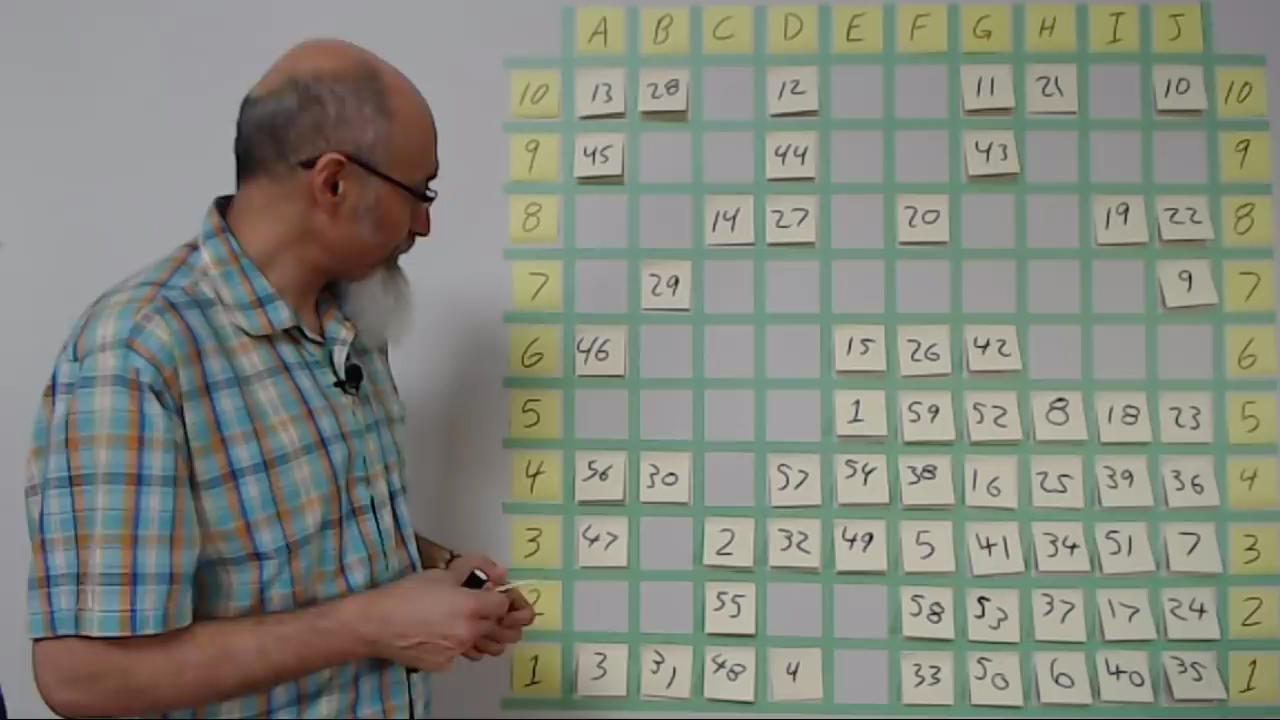 A B C D E F G H I J
10 13 28 12 11 21 10 10
9 45 44 43 9
8 14 27 20 19 22 8
7 29 9 7
6 46 15 26 42 6
5 1 59 52 8 18 23 5
4 56 30 57 54 38 16 25 39 36 4
3 47 2 32 49 5 41 34 51 7 3
2 55 58 53 37 17 24 2
1 3 31 48 4 33 50 6 40 35 1